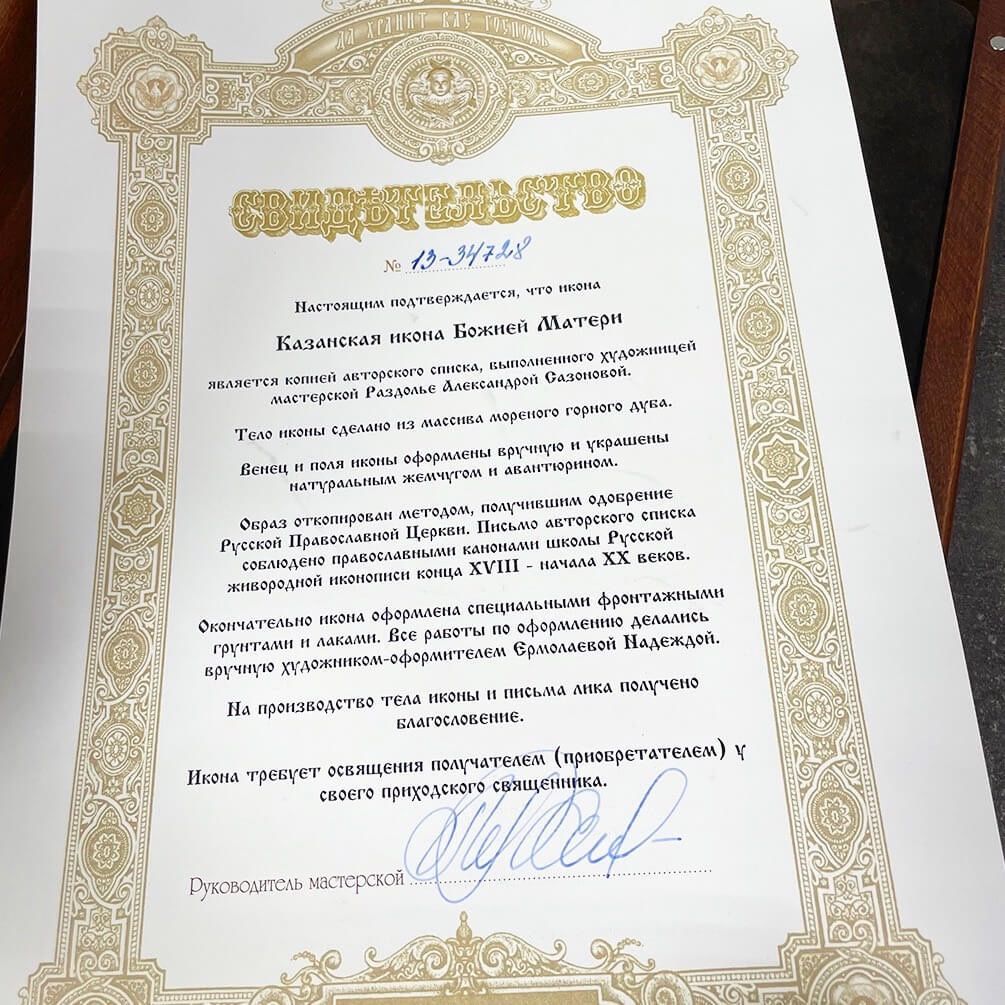 ДА ХРАНИТ ВАС ГОСПОДЬ
СВИДѢТЕЛЬСТВО
№ 13-34728
Настоящим подтверждается, что икона
Казанская икона Божией Матери
является копией авторского списка, выполненного художницей
мастерской Раздолье Александрой Сазоновой.
Тело иконы сделано из массива мореного горного дуба.
Венец и поля иконы оформлены вручную и украшены
натуральным жемчугом и авантюрином.
Образ откопирован методом, получившим одобрение
Русской Православной Церкви. Письмо авторского списка
соблюдено православными канонами школы Русской
живородной иконописи конца XVIII - начала XX веков.
Окончательно икона оформлена специальными фронтажными
грунтами и лаками. Все работы по оформлению делались
вручную художником-оформителем Ермолаевой Надеждой.
На производство тела иконы и письма лика получено
благословение.
Икона требует освящения получателем (приобретателем) у
своего приходского священника.
Руководитель мастерской